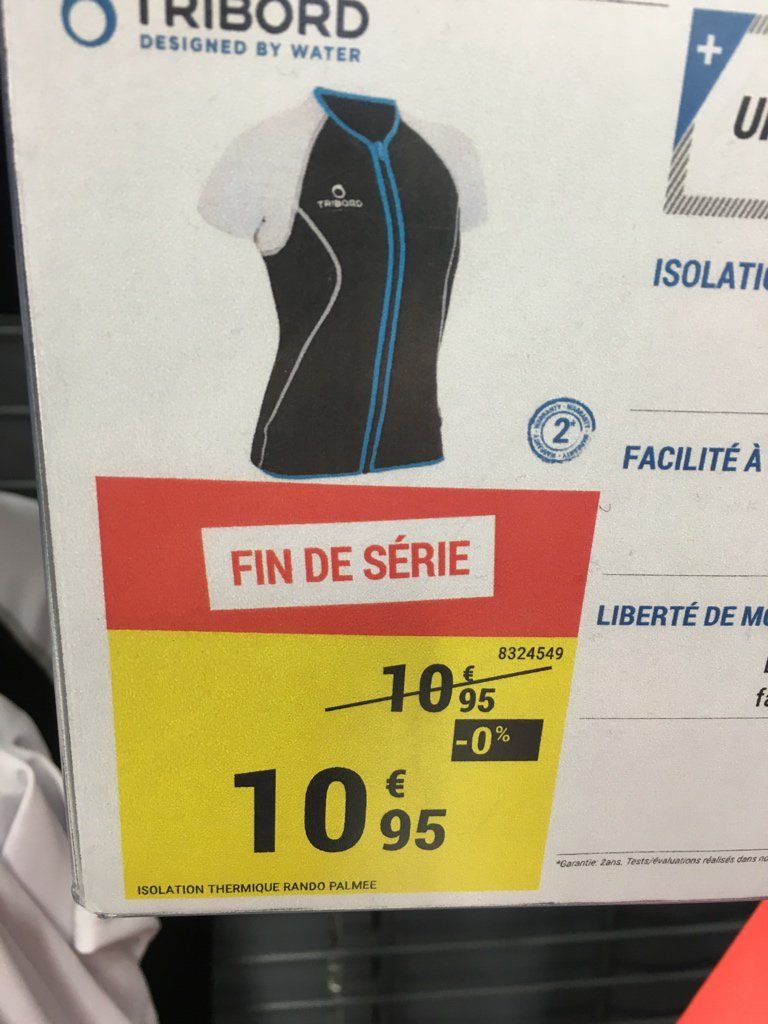 TRIBORD
DESIGNED BY WATER
+
TRIBORD
ISOLATIO
2
FACILITÉ À
FIN DE SÉRIE
LIBERTÉ DE MO
8324549
10€95
-0%
10€95
ISOLATION THERMIQUE RANDO PALMEE
*Garantie: 2ans. Tests/évaluations réalisés dans no